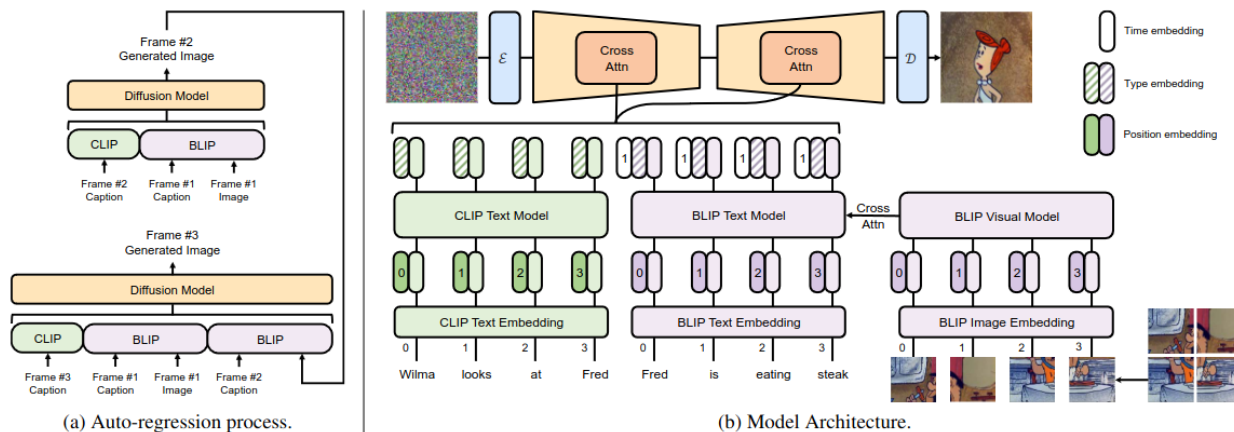 Frame #2
Generated Image
Diffusion Model
CLIP BLIP
Frame #2 Caption
Frame #1 Caption
Frame #1 Image
Frame #3
Generated Image
Diffusion Model
CLIP BLIP BLIP
Frame #3 Caption
Frame #1 Caption
Frame #1 Image
Frame #2 Caption
(a) Auto-regression process.
ℰ
Cross Attn
Cross Attn
𝒟
Time embedding
Type embedding
Position embedding
1 1 1 1
CLIP Text Model
BLIP Text Model
Cross Attn
BLIP Visual Model
0 1 2 3 0 1 2 3 0 1 2 3
CLIP Text Embedding
BLIP Text Embedding
BLIP Image Embedding
0 1 2 3 0 1 2 3 0 1 2 3
Wilma looks at Fred Fred is eating steak
(b) Model Architecture.